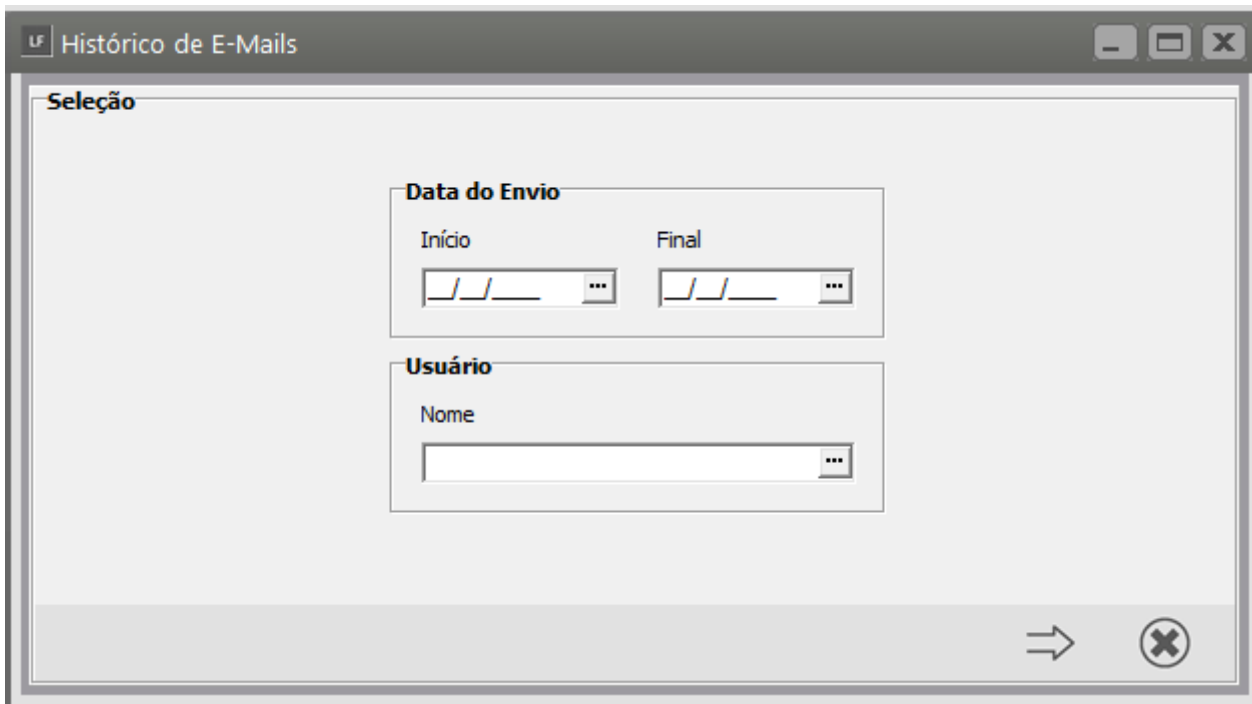 LF Histórico de E-Mails
Seleção
Data do Envio
Início Final
__/__/____ ... __/__/____ ...
Usuário
Nome
...